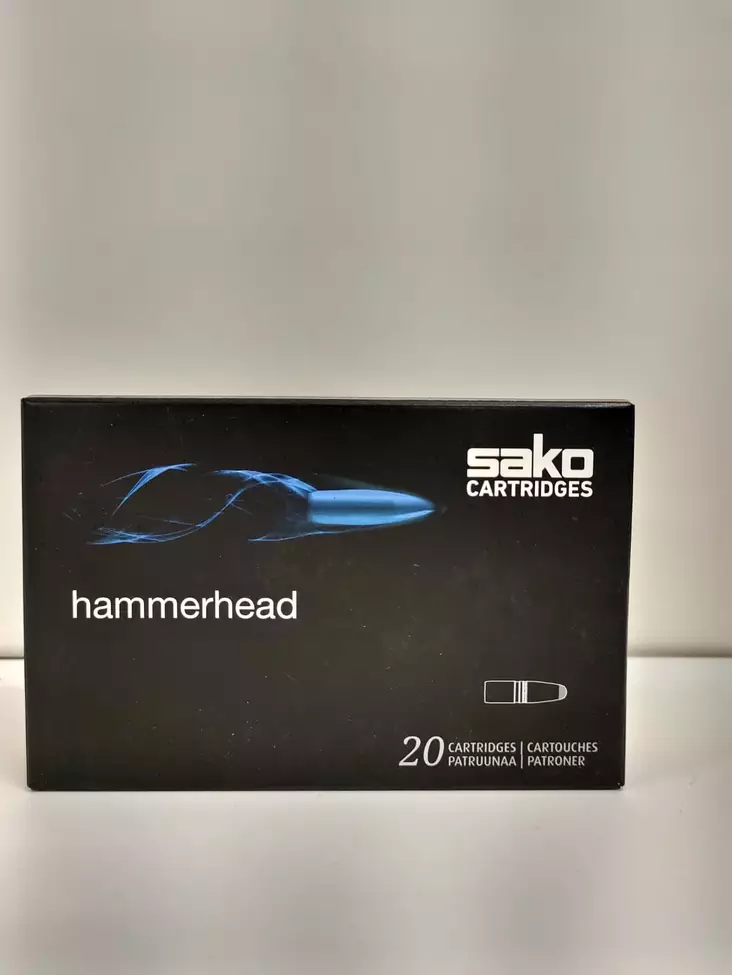 sako
CARTRIDGES
hammerhead
20 CARTRIDGES | CARTOUCHES
PATRUUNAA | PATRONER